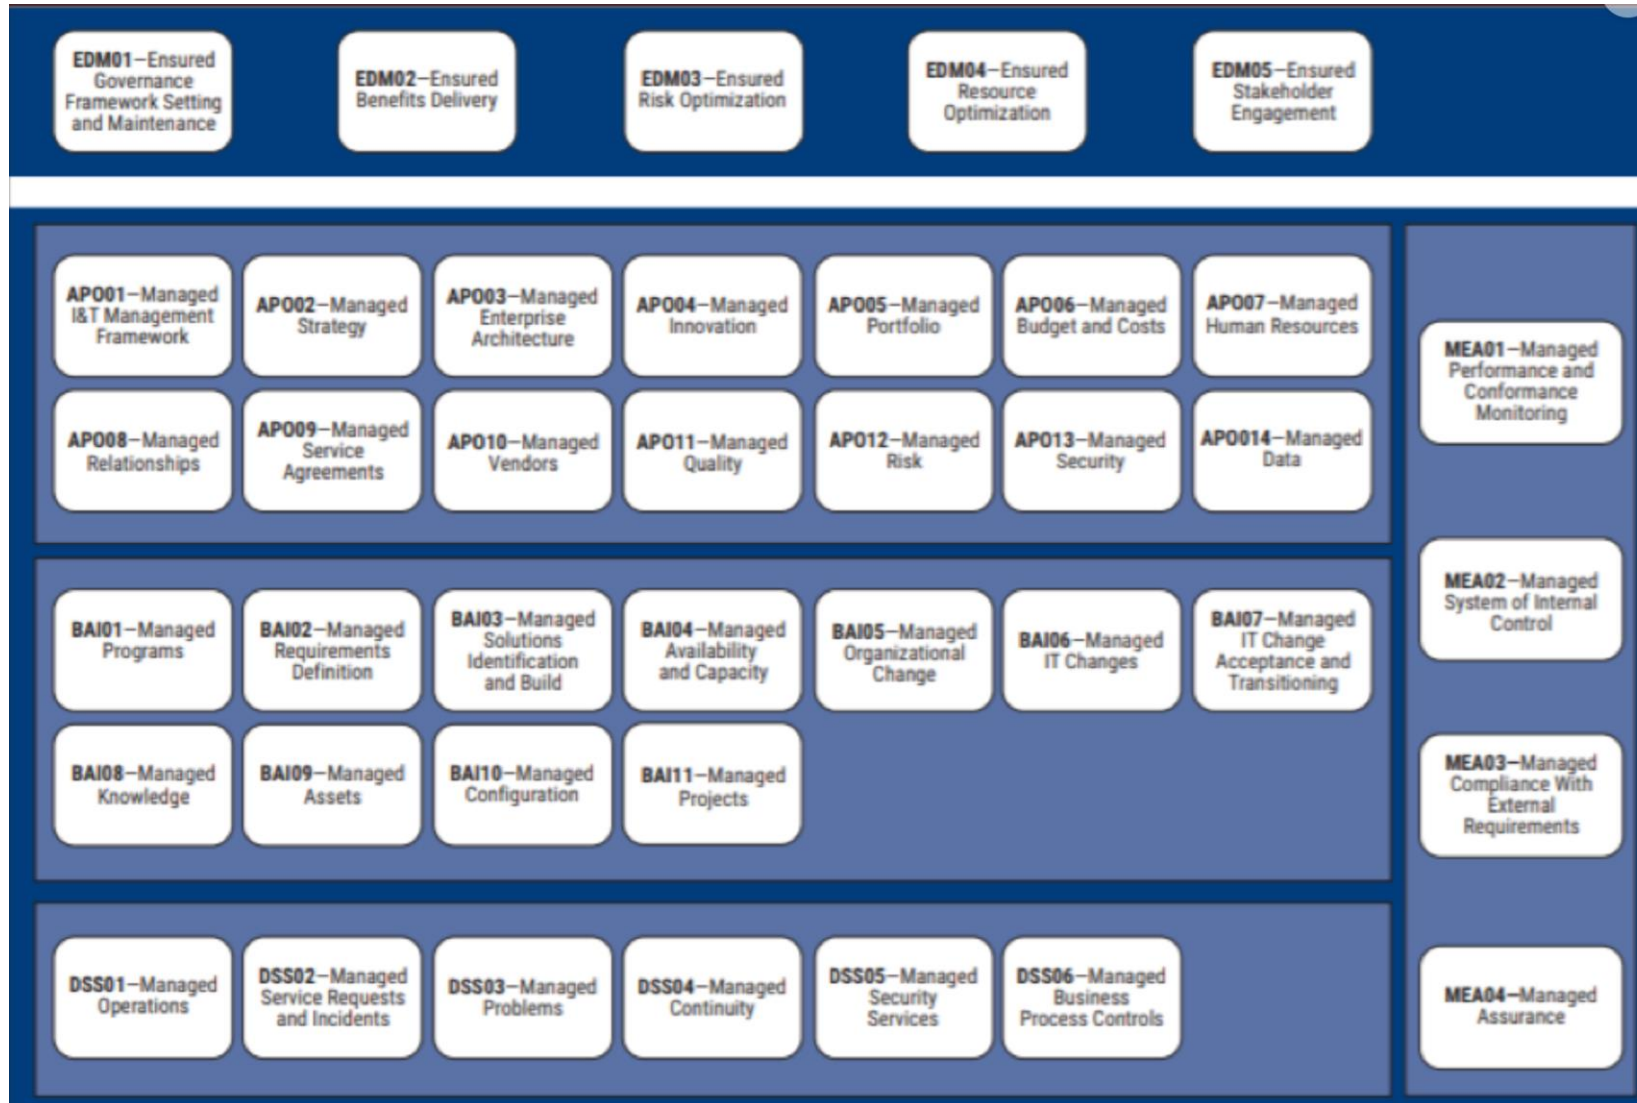 EDM01—Ensured
Governance
Framework Setting
and Maintenance
EDM02—Ensured
Benefits Delivery
EDM03—Ensured
Risk Optimization
EDM04—Ensured
Resource
Optimization
EDM05—Ensured
Stakeholder
Engagement
APO01—Managed
I&T Management
Framework
APO02—Managed
Strategy
APO03—Managed
Enterprise
Architecture
APO04—Managed
Innovation
APO05—Managed
Portfolio
APO06—Managed
Budget and Costs
APO07—Managed
Human Resources
APO08—Managed
Relationships
APO09—Managed
Service
Agreements
APO10—Managed
Vendors
APO11—Managed
Quality
APO12—Managed
Risk
APO13—Managed
Security
APO014—Managed
Data
BAI01—Managed
Programs
BAI02—Managed
Requirements
Definition
BAI03—Managed
Solutions
Identification
and Build
BAI04—Managed
Availability
and Capacity
BAI05—Managed
Organizational
Change
BAI06—Managed
IT Changes
BAI07—Managed
IT Change
Acceptance and
Transitioning
BAI08—Managed
Knowledge
BAI09—Managed
Assets
BAI10—Managed
Configuration
BAI11—Managed
Projects
DSS01—Managed
Operations
DSS02—Managed
Service Requests
and Incidents
DSS03—Managed
Problems
DSS04—Managed
Continuity
DSS05—Managed
Security
Services
DSS06—Managed
Business
Process Controls
MEA01—Managed
Performance and
Conformance
Monitoring
MEA02—Managed
System of Internal
Control
MEA03—Managed
Compliance With
External
Requirements
MEA04—Managed
Assurance